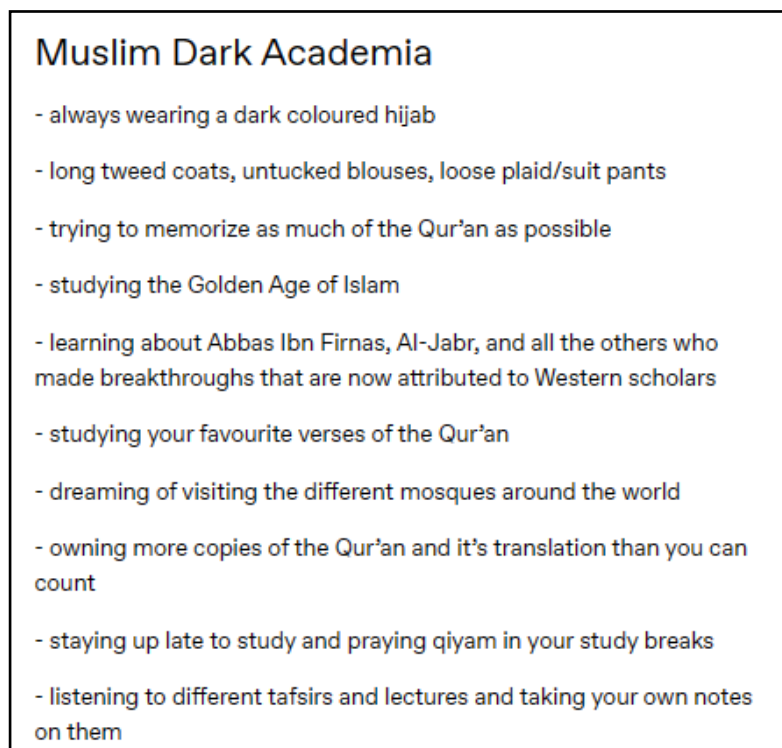 Muslim Dark Academia
- always wearing a dark coloured hijab
- long tweed coats, untucked blouses, loose plaid/suit pants
- trying to memorize as much of the Qur’an as possible
- studying the Golden Age of Islam
- learning about Abbas Ibn Firnas, Al-Jabr, and all the others who
made breakthroughs that are now attributed to Western scholars
- studying your favourite verses of the Qur’an
- dreaming of visiting the different mosques around the world
- owning more copies of the Qur’an and it’s translation than you can
count
- staying up late to study and praying qiyam in your study breaks
- listening to different tafsirs and lectures and taking your own notes
on them